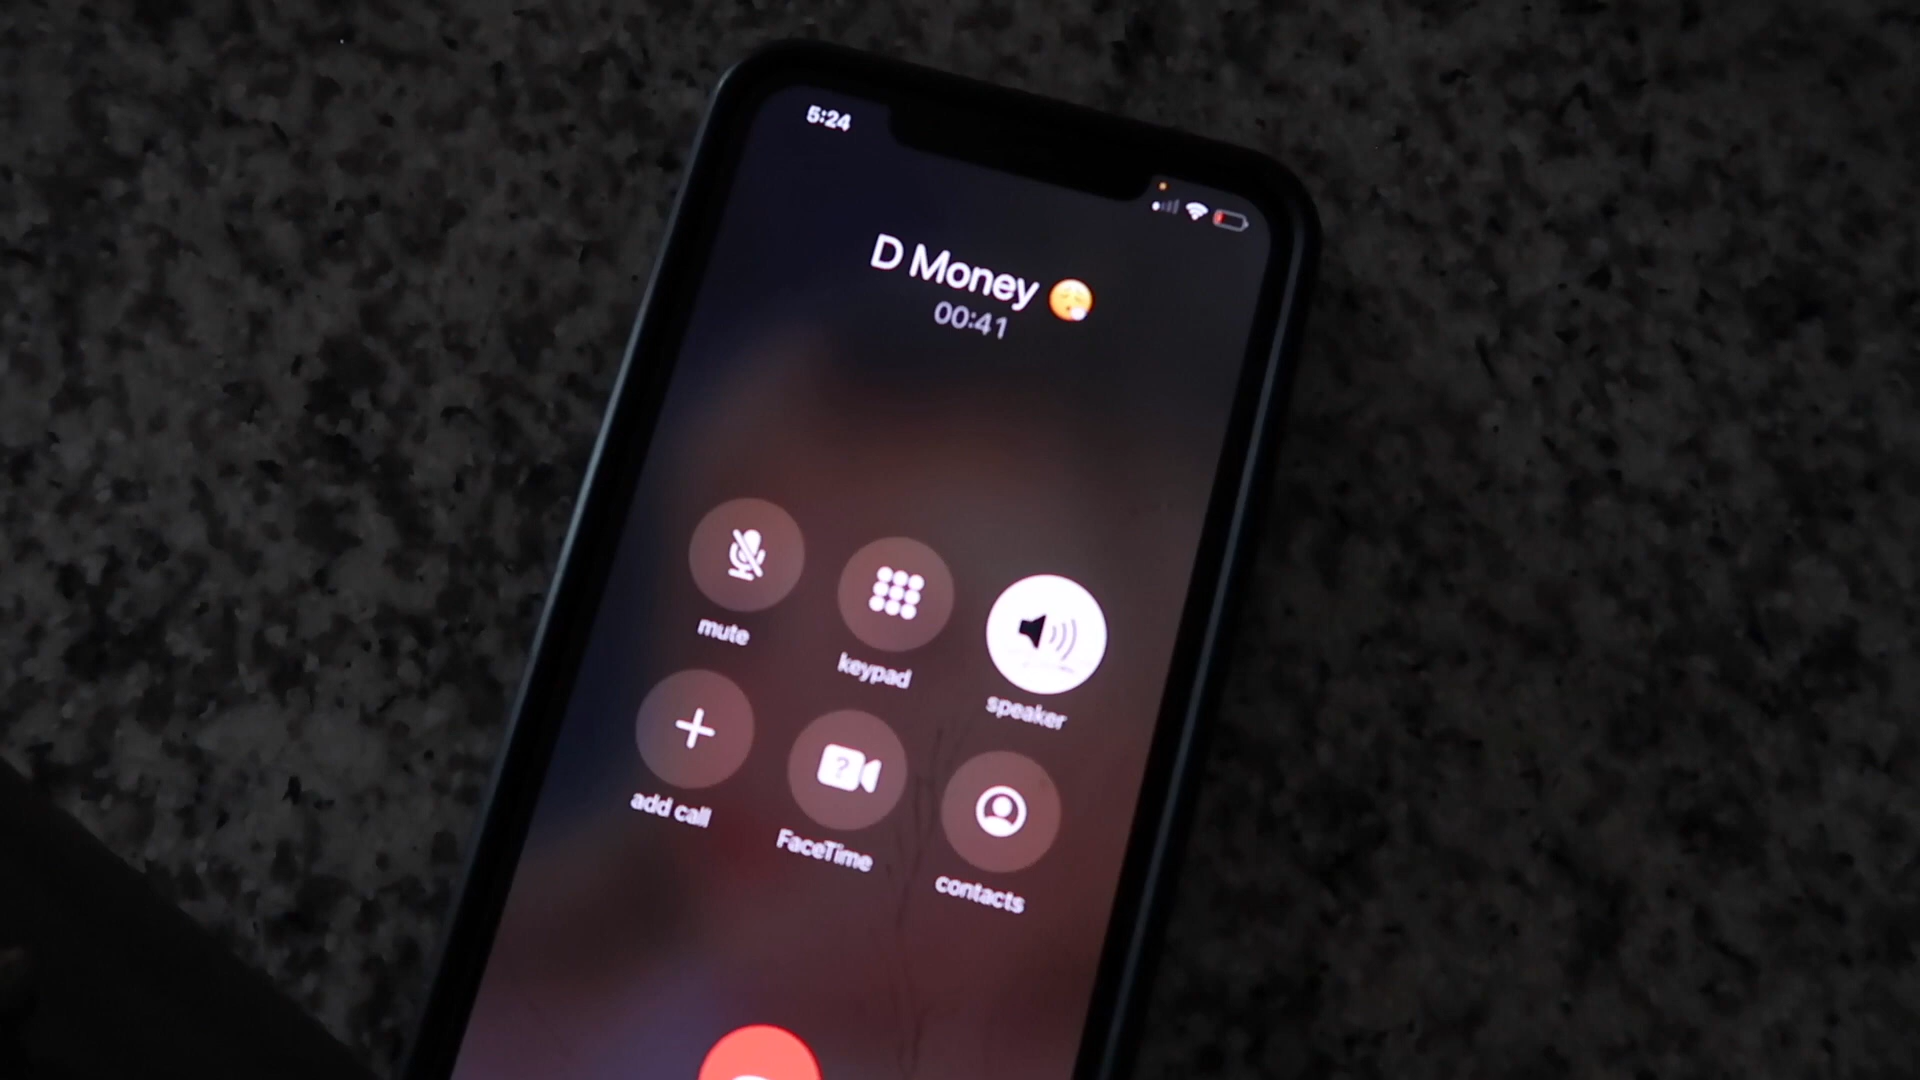 5:24
D Money 😮‍💨
00:41
mute
keypad
speaker
add call
FaceTime
contacts